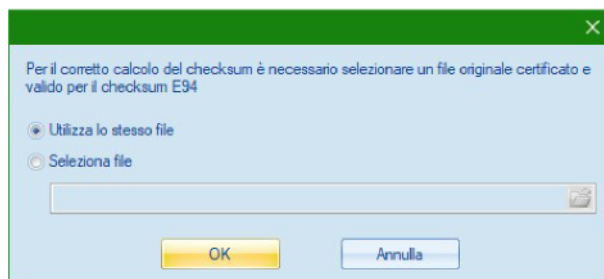 Per il corretto calcolo del checksum è necessario selezionare un file originale certificato e
valido per il checksum E94
Utilizza lo stesso file
Seleziona file
OK
Annulla